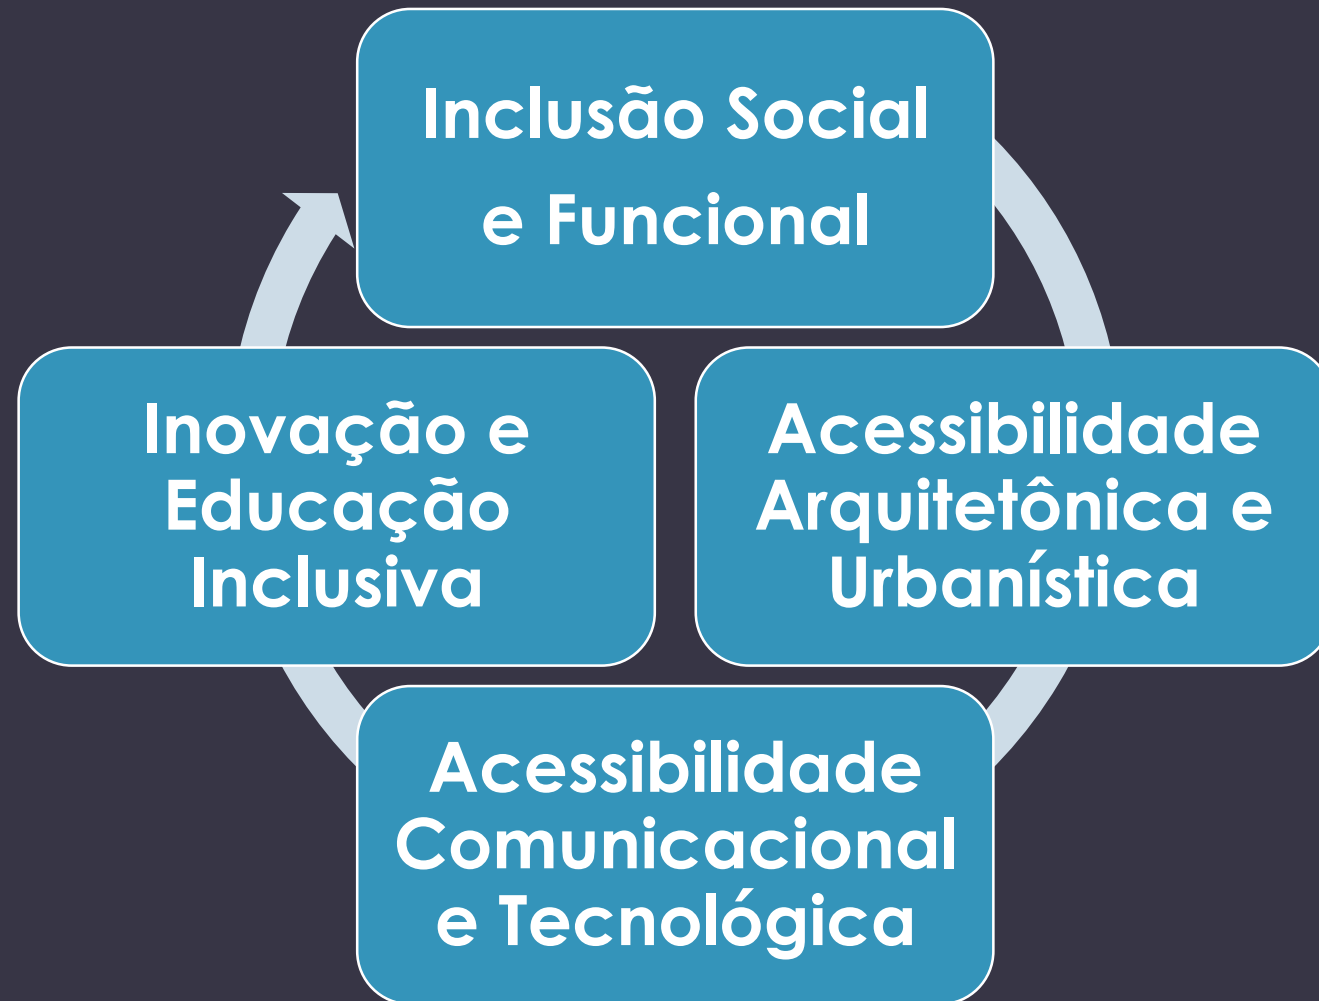 Inclusão Social
e Funcional
Acessibilidade
Arquitetônica e
Urbanística
Acessibilidade
Comunicacional
e Tecnológica
Inovação e
Educação
Inclusiva